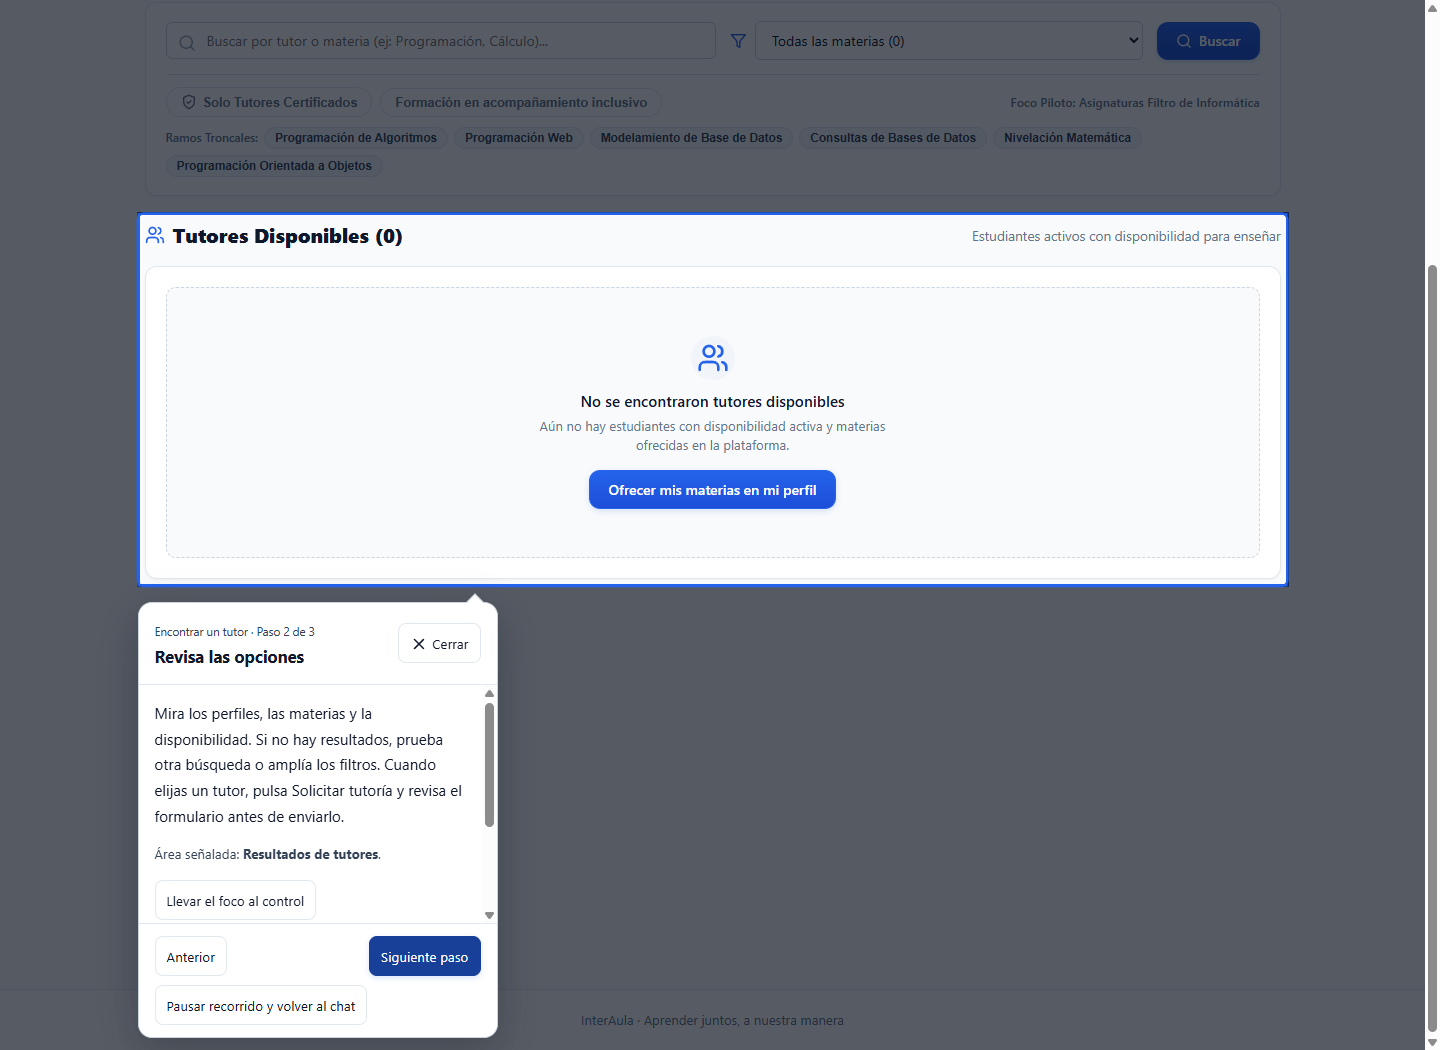 Buscar por tutor o materia (ej: Programación, Cálculo)...
Todas las materias (0)
Buscar
Solo Tutores Certificados
Formación en acompañamiento inclusivo
Foco Piloto: Asignaturas Filtro de Informática
Ramos Troncales:
Programación de Algoritmos
Programación Web
Modelamiento de Base de Datos
Consultas de Bases de Datos
Nivelación Matemática
Programación Orientada a Objetos
Tutores Disponibles (0)
Estudiantes activos con disponibilidad para enseñar
No se encontraron tutores disponibles
Aún no hay estudiantes con disponibilidad activa y materias
ofrecidas en la plataforma.
Ofrecer mis materias en mi perfil
Encontrar un tutor · Paso 2 de 3
Revisa las opciones
Cerrar
Mira los perfiles, las materias y la
disponibilidad. Si no hay resultados, prueba
otra búsqueda o amplía los filtros. Cuando
elijas un tutor, pulsa Solicitar tutoría y revisa el
formulario antes de enviarlo.
Área señalada: Resultados de tutores.
Llevar el foco al control
Anterior
Siguiente paso
Pausar recorrido y volver al chat
InterAula · Aprender juntos, a nuestra manera